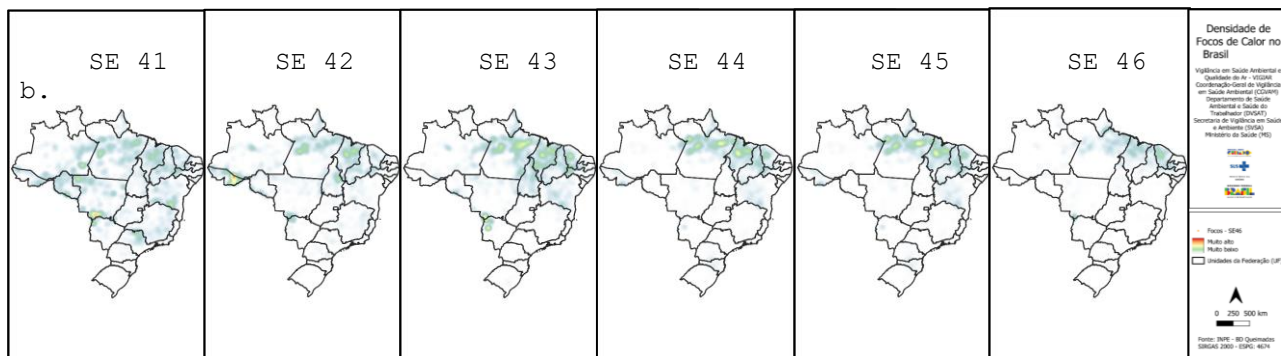 SE 41
SE 42
SE 43
SE 44
SE 45
SE 46
b.
Densidade de
Focos de Calor no
Brasil
Vigilância em Saúde Ambiental e
Qualidade do Ar - VIGIAR
Coordenação-Geral de Vigilância
em Saúde Ambiental (CGVAM)
Departamento de Saúde
Ambiental e Saúde do
Trabalhador (DVSAT)
Secretaria de Vigilância em Saúde
e Ambiente (SVSA)
Ministério da Saúde (MS)
SUS
Focos - SE46
Muito alto
Muito baixo
Unidades da Federação (UF)
0 250 500 km
Fonte: INPE - BD Queimadas
SIRGAS 2000 - ESPG: 4674